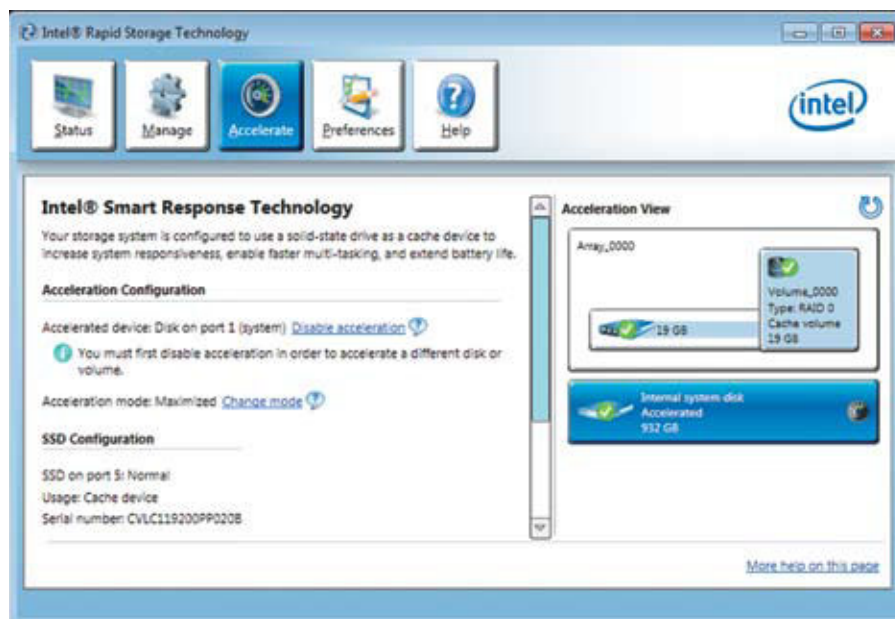 Intel® Rapid Storage Technology
Status
Manage
Accelerate
Preferences
Help
intel
Intel® Smart Response Technology
Your storage system is configured to use a solid-state drive as a cache device to
increase system responsiveness, enable faster multi-tasking, and extend battery life.
Acceleration Configuration
Accelerated device: Disk on port 1 (system) Disable acceleration ?
You must first disable acceleration in order to accelerate a different disk or
volume.
Acceleration mode: Maximized Change mode ?
SSD Configuration
SSD on port 5: Normal
Usage: Cache device
Serial number: CVLC119200PP020B
Acceleration View
Array_0000
19 GB
Volume_0000
Type: RAID 0
Cache volume
19 GB
Internal system disk
Accelerated
932 GB
More help on this page